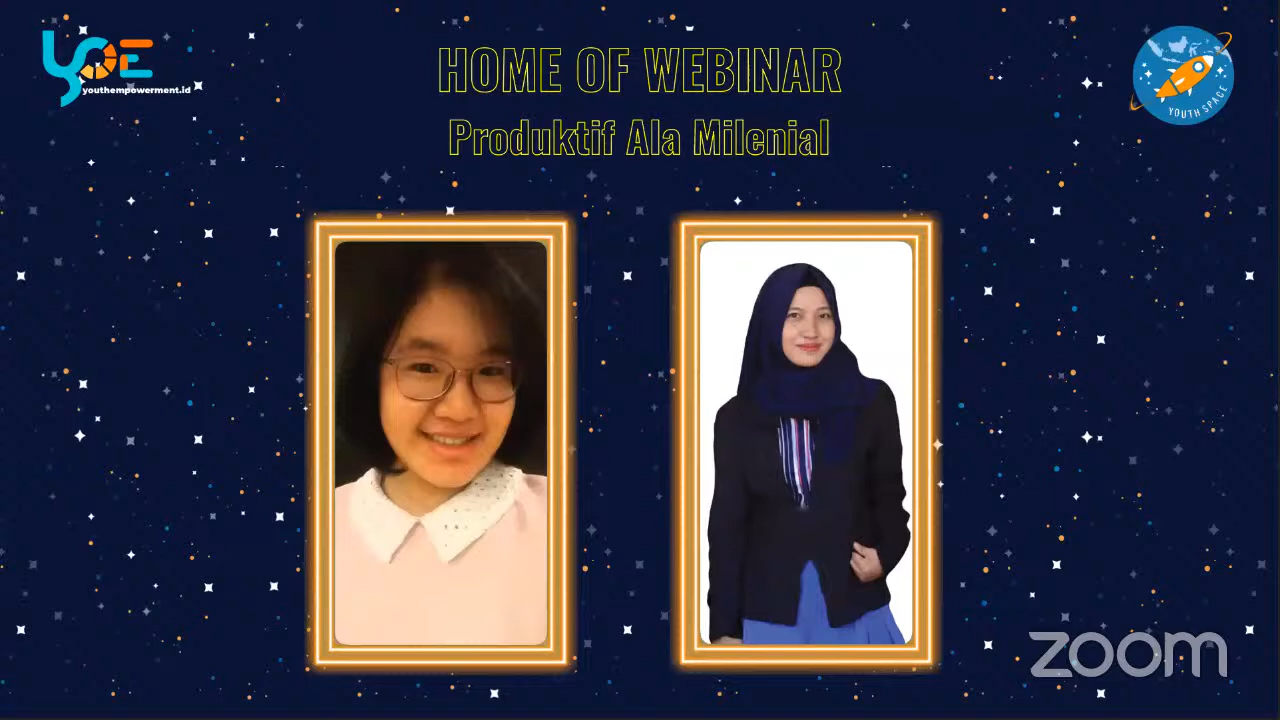 YOE
youthempowerment.id
HOME OF WEBINAR
Produktif Ala Milenial
YOUTH SPACE
zoom